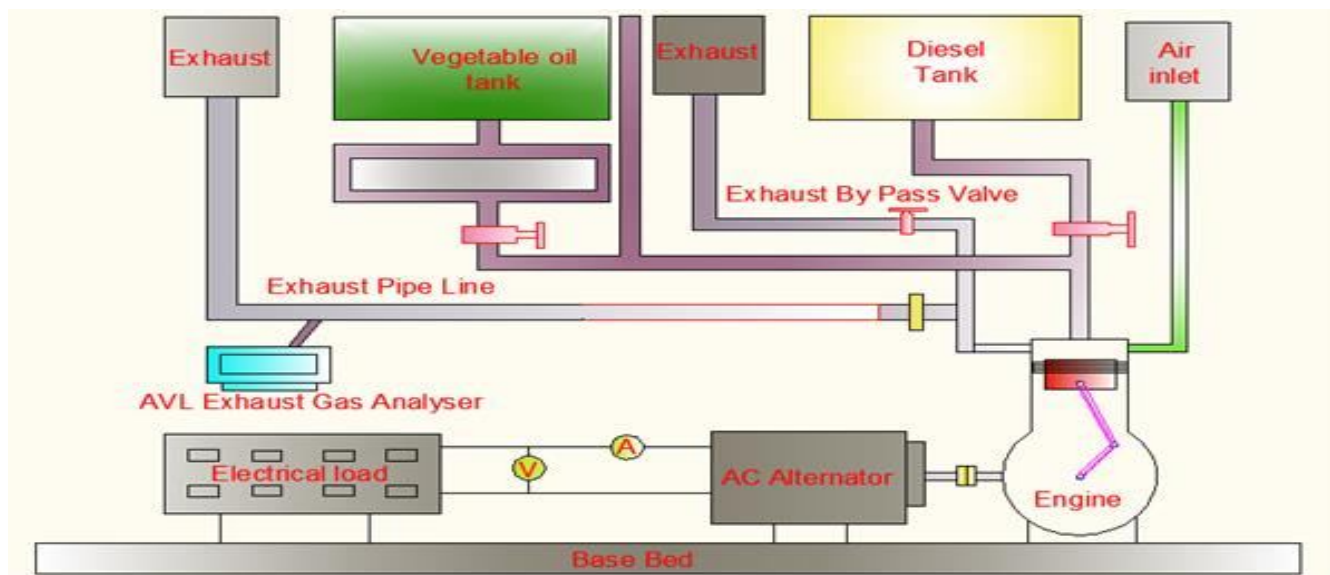 Exhaust
Vegetable oil
tank
Exhaust
Diesel
Tank
Air
inlet
Exhaust By Pass Valve
Exhaust Pipe Line
AVL Exhaust Gas Analyser
Electrical load
V
A
AC Alternator
Engine
Base Bed